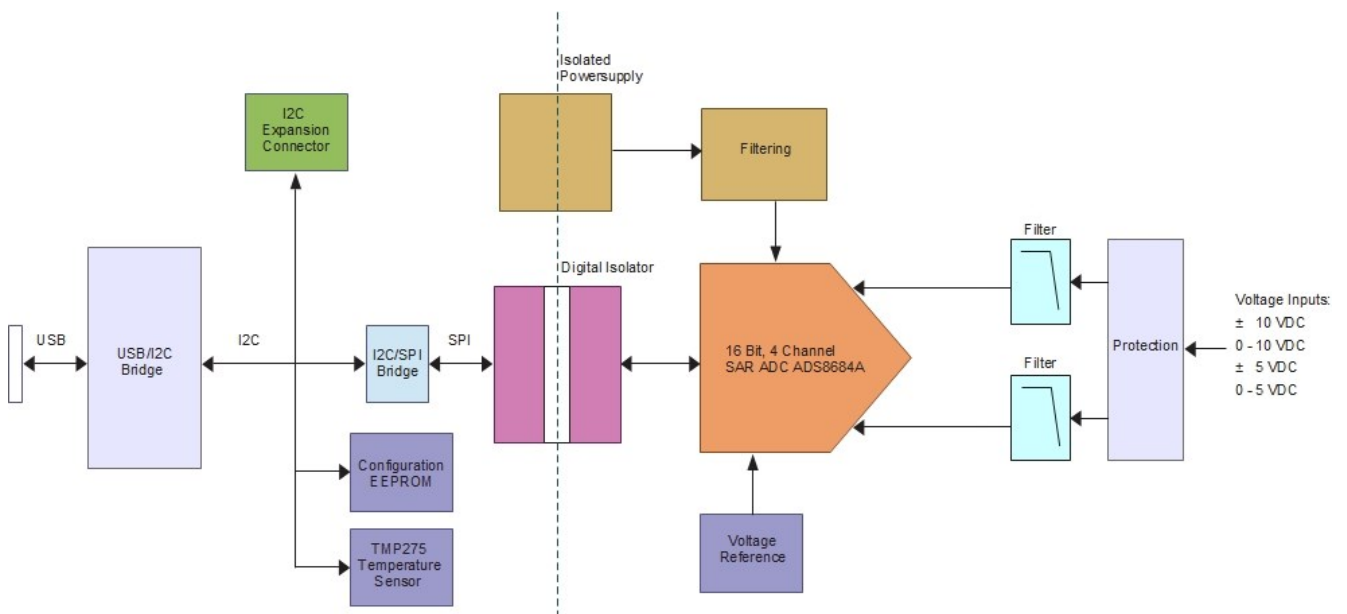 Isolated
Powersupply
I2C
Expansion
Connector
Filtering
Filter
Digital Isolator
Voltage Inputs:
± 10 VDC
0 - 10 VDC
± 5 VDC
0 - 5 VDC
USB
USB/I2C
Bridge
I2C
I2C/SPI
Bridge
SPI
16 Bit, 4 Channel
SAR ADC ADS8684A
Protection
Filter
Configuration
EEPROM
TMP275
Temperature
Sensor
Voltage
Reference